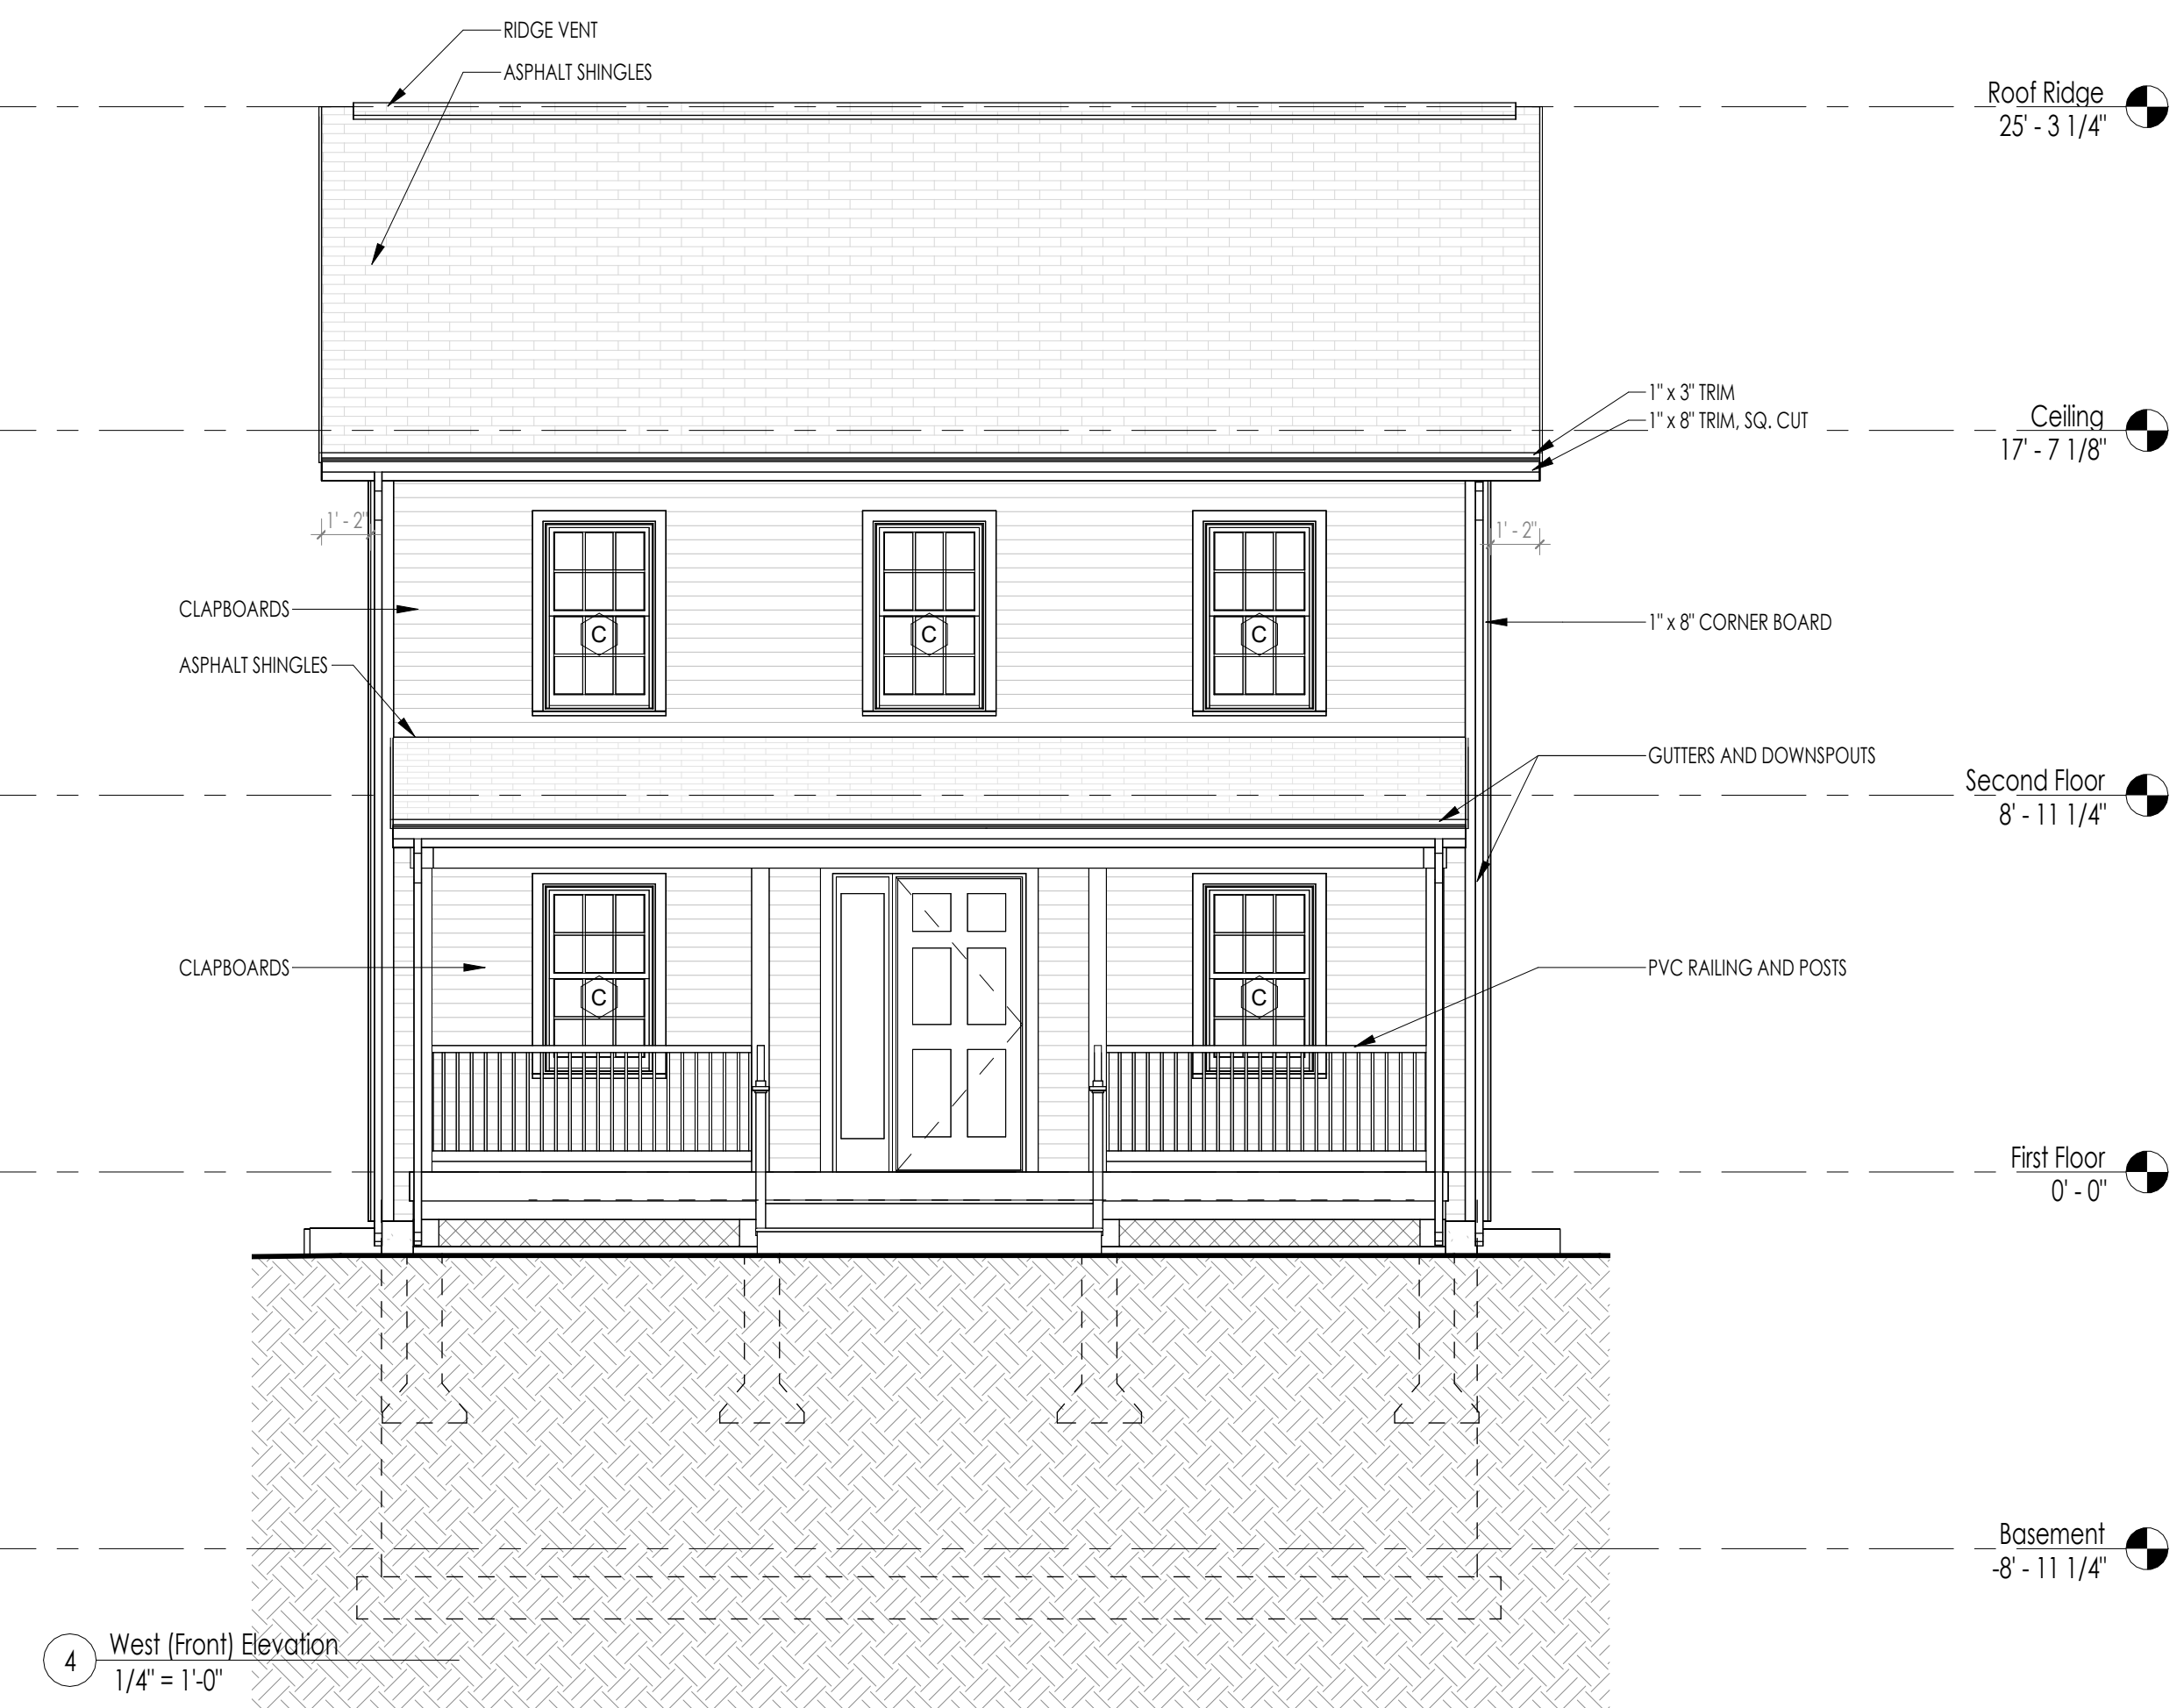 RIDGE VENT
ASPHALT SHINGLES
Roof Ridge
25' - 3 1/4"
1" x 3" TRIM
1" x 8" TRIM, SQ. CUT
Ceiling
17' - 7 1/8"
1' - 2"
1' - 2"
CLAPBOARDS
C
C
C
1" x 8" CORNER BOARD
ASPHALT SHINGLES
GUTTERS AND DOWNSPOUTS
Second Floor
8' - 11 1/4"
CLAPBOARDS
C
C
PVC RAILING AND POSTS
First Floor
0' - 0"
Basement
-8' - 11 1/4"
4
West (Front) Elevation
1/4" = 1'-0"